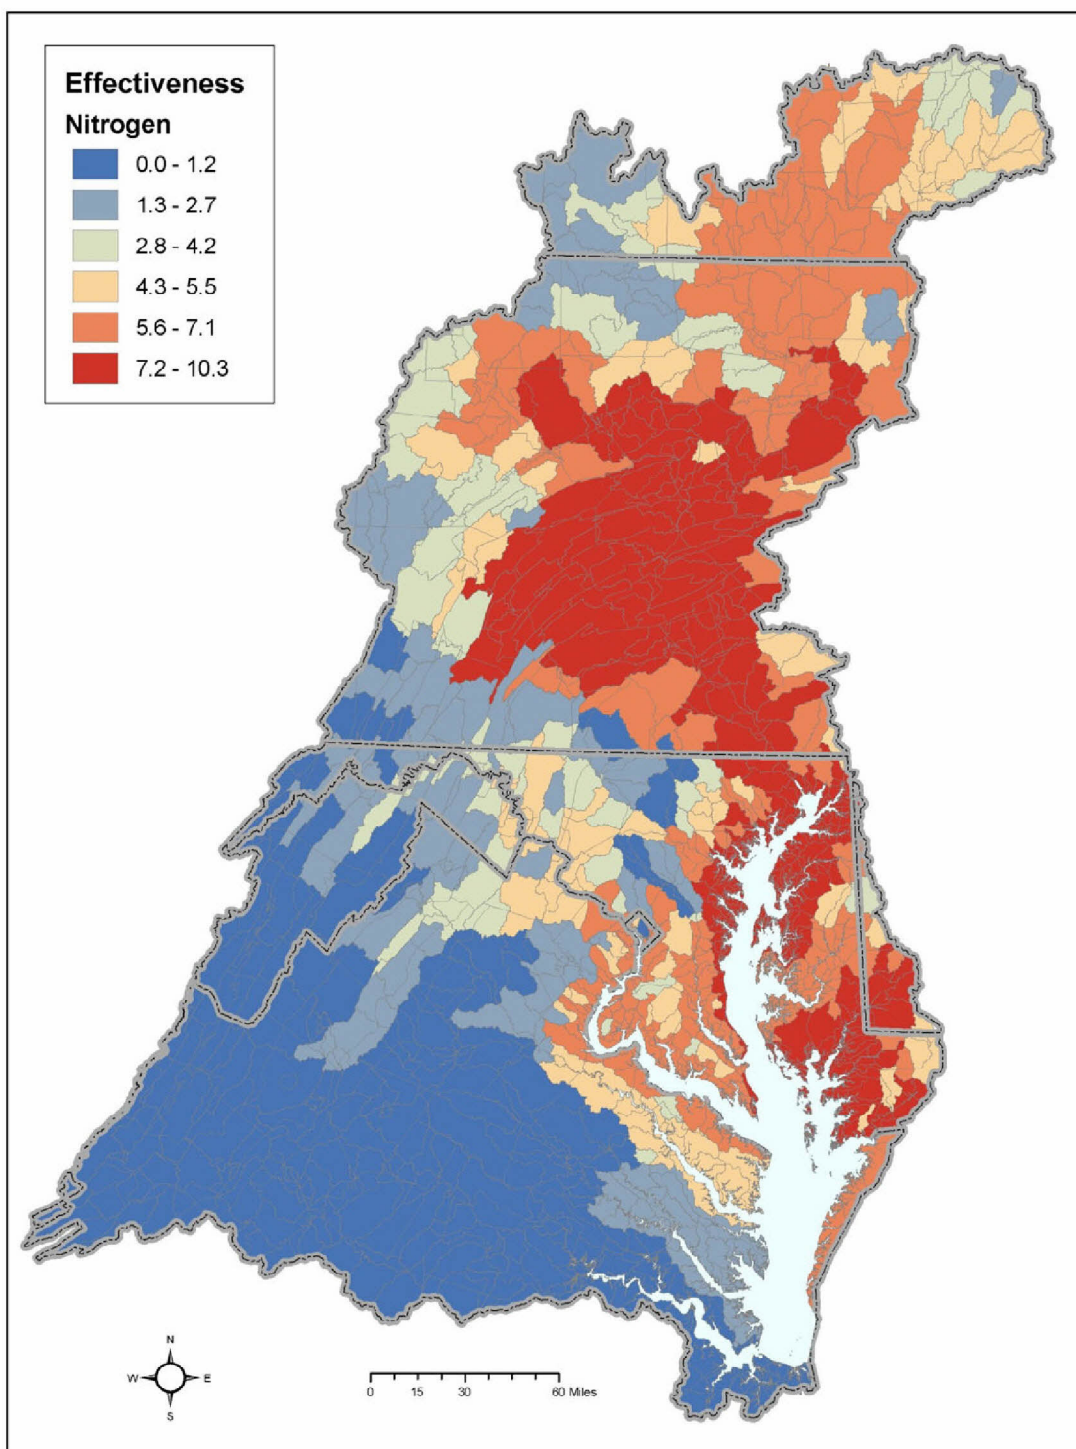 Effectiveness
Nitrogen
0.0 - 1.2
1.3 - 2.7
2.8 - 4.2
4.3 - 5.5
5.6 - 7.1
7.2 - 10.3
N
W E
S
0 15 30 60 Miles